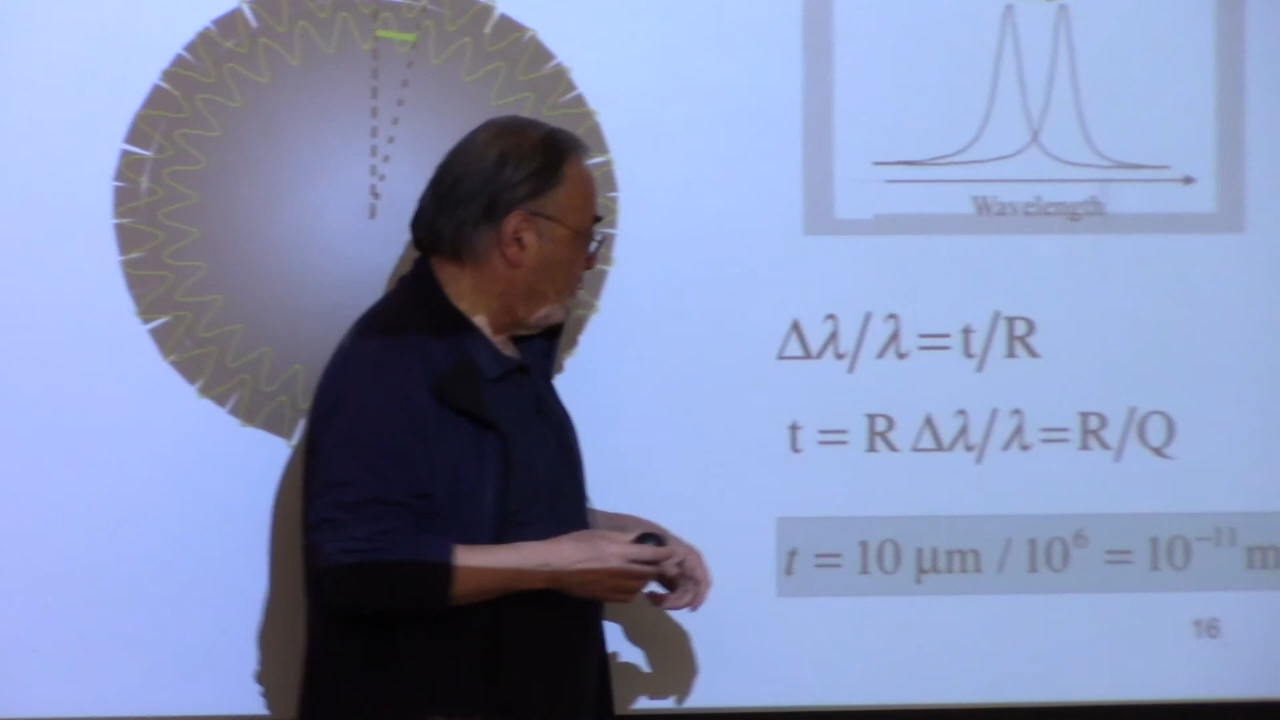 Wavelength
Δλ/λ=t/R
t = R Δλ/λ=R/Q
t = 10 μm / 10⁶ = 10⁻¹¹ m
16